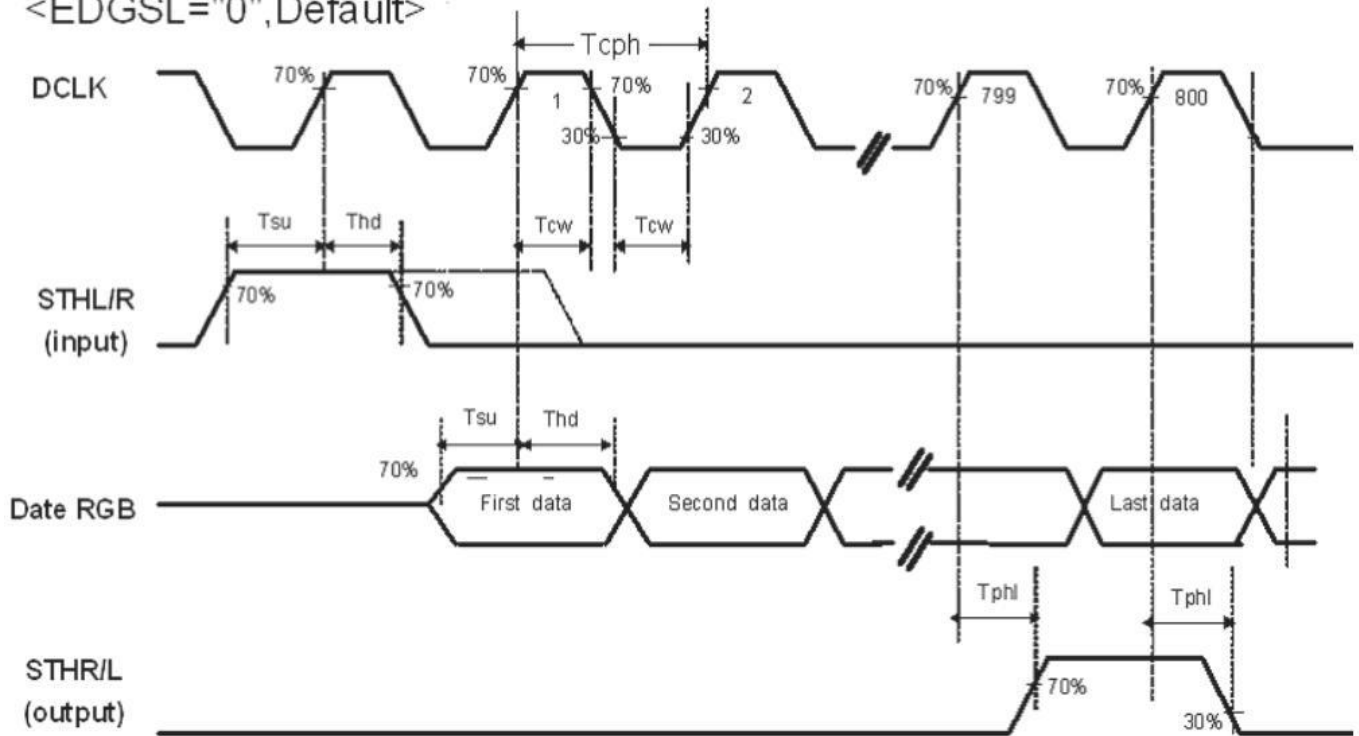 <EDGSL="0",Default>
Tcph
DCLK
70%
70%
1
70%
2
70%
799
70%
800
30%
30%
Tsu
Thd
Tcw
Tcw
STHL/R
(input)
70%
70%
Tsu
Thd
70%
Date RGB
First data
Second data
Last data
Tphl
Tphl
STHR/L
(output)
70%
30%